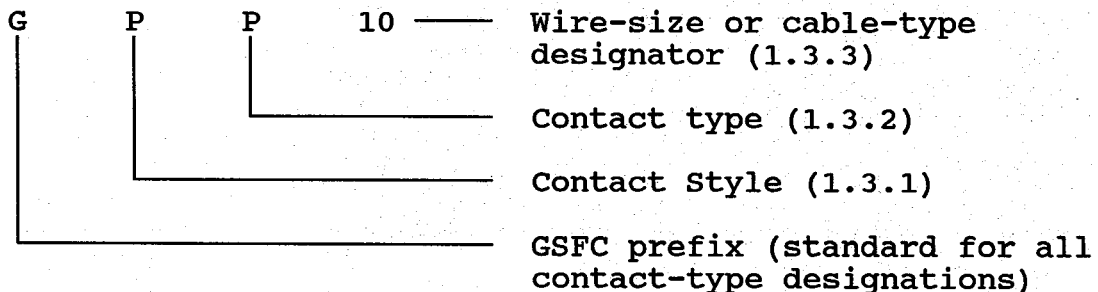 G P P 10 Wire-size or cable-type
designator (1.3.3)
Contact type (1.3.2)
Contact Style (1.3.1)
GSFC prefix (standard for all
contact-type designations)